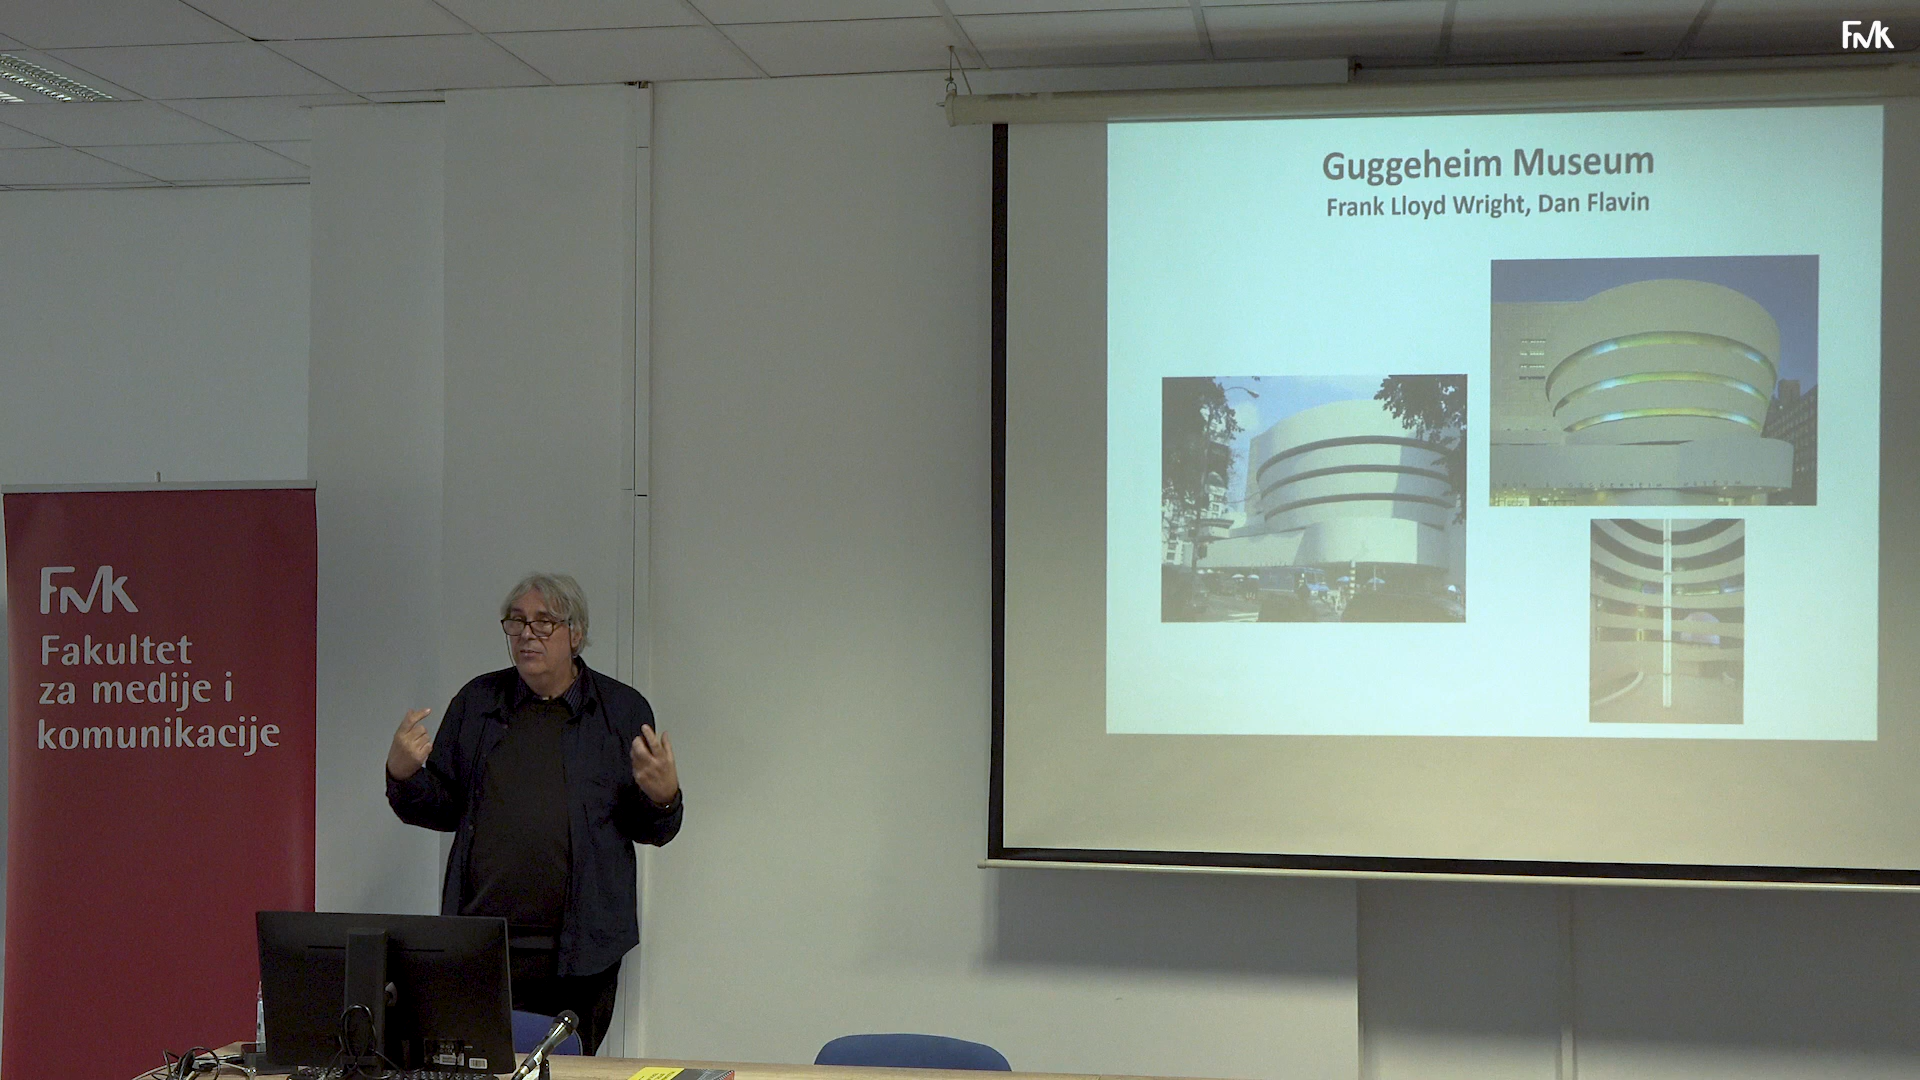 FMK
Guggeheim Museum
Frank Lloyd Wright, Dan Flavin
FMK
Fakultet
za medije i
komunikacije